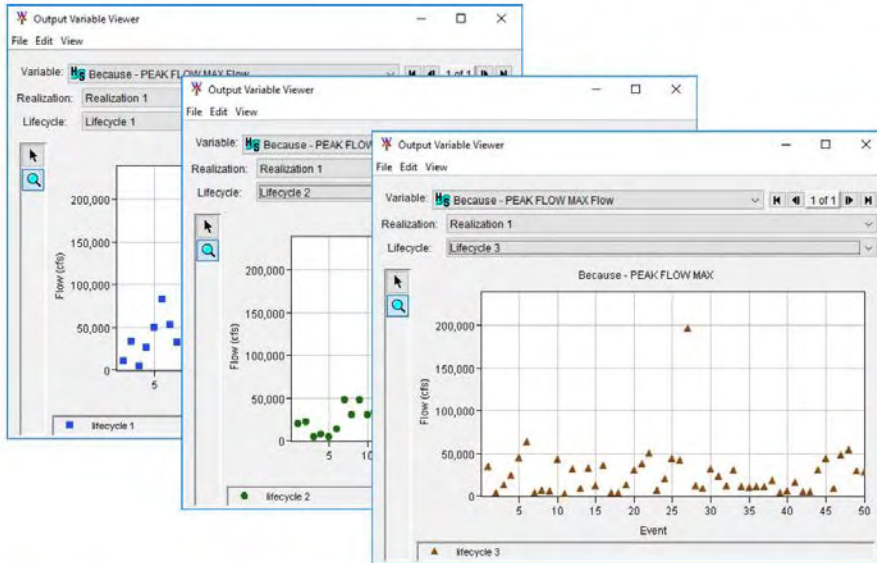 Output Variable Viewer
File Edit View
Variable: Because - PEAK FLOW MAX Flow 1 of 1
Realization: Realization 1
Lifecycle: Lifecycle 1
200,000
150,000
100,000
50,000
0
Flow (cfs)
5
lifecycle 1
Output Variable Viewer
File Edit View
Variable: Because - PEAK FLOW
Realization: Realization 1
Lifecycle: Lifecycle 2
200,000
150,000
100,000
50,000
0
Flow (cfs)
5 10
lifecycle 2
Output Variable Viewer
File Edit View
Variable: Because - PEAK FLOW MAX Flow 1 of 1
Realization: Realization 1
Lifecycle: Lifecycle 3
Because - PEAK FLOW MAX
200,000
150,000
100,000
50,000
0
Flow (cfs)
5 10 15 20 25 30 35 40 45 50
Event
lifecycle 3